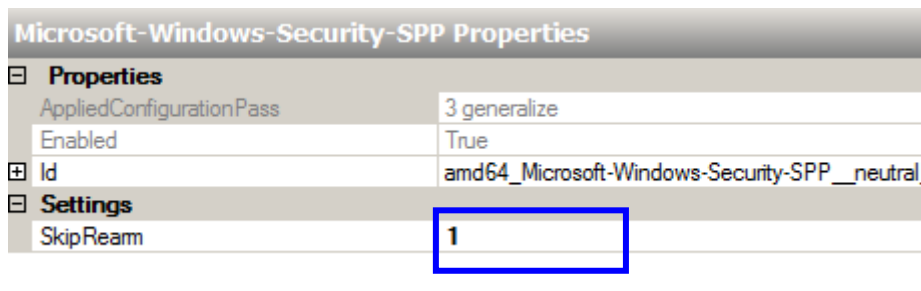 Microsoft-Windows-Security-SPP Properties
Properties
AppliedConfigurationPass 3 generalize
Enabled True
Id amd64_Microsoft-Windows-Security-SPP__neutral_
Settings
SkipRearm 1